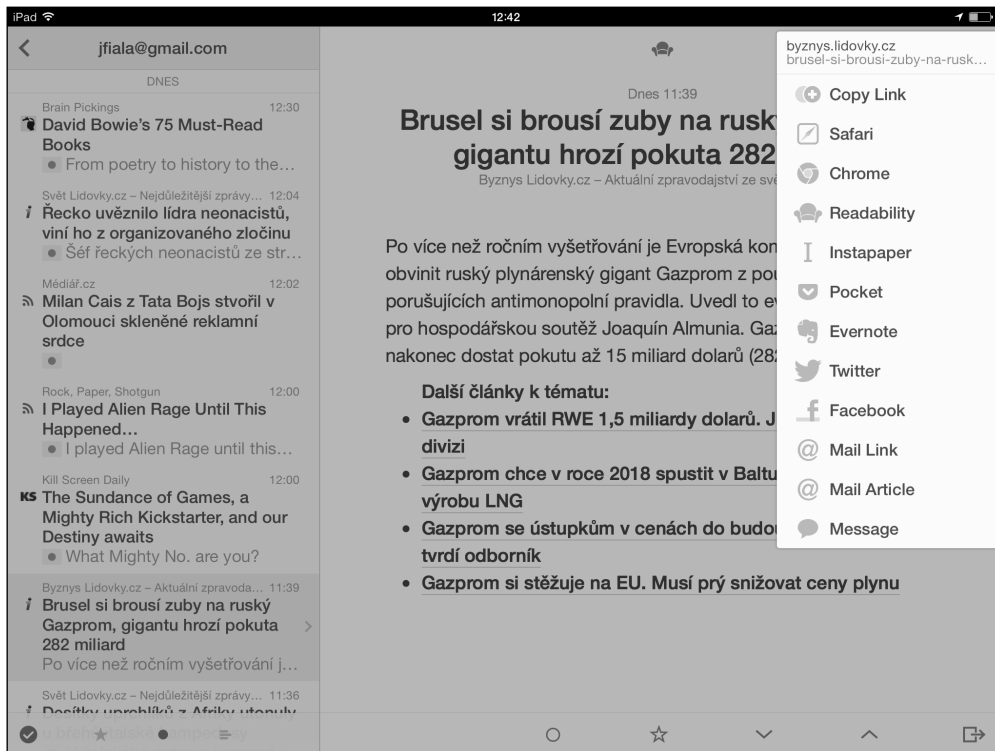 iPad
12:42
jfiala@gmail.com
DNES
Brain Pickings 12:30
David Bowie's 75 Must-Read
Books
From poetry to history to the…
Svět Lidovky.cz – Nejdůležitější zprávy… 12:04
Řecko uvěznilo lídra neonacistů,
viní ho z organizovaného zločinu
Šéf řeckých neonacistů ze str…
Médiář.cz 12:02
Milan Cais z Tata Bojs stvořil v
Olomouci skleněné reklamní
srdce
Rock, Paper, Shotgun 12:00
I Played Alien Rage Until This
Happened…
I played Alien Rage until this…
Kill Screen Daily 12:00
KS The Sundance of Games, a
Mighty Rich Kickstarter, and our
Destiny awaits
What Mighty No. are you?
Byznys Lidovky.cz – Aktuální zpravoda… 11:39
Brusel si brousí zuby na ruský
Gazprom, gigantu hrozí pokuta
282 miliard
Po více než ročním vyšetřování j…
Svět Lidovky.cz – Nejdůležitější zprávy… 11:36
Desítky uprchlíků z Afriky utonuly
Dnes 11:39
Brusel si brousí zuby na rusk
gigantu hrozí pokuta 282
Byznys Lidovky.cz – Aktuální zpravodajství ze svě
Po více než ročním vyšetřování je Evropská kon
obvinit ruský plynárenský gigant Gazprom z pou
porušujících antimonopolní pravidla. Uvedl to ev
pro hospodářskou soutěž Joaquín Almunia. Gaz
nakonec dostat pokutu až 15 miliard dolarů (282
Další články k tématu:
Gazprom vrátil RWE 1,5 miliardy dolarů. J
divizi
Gazprom chce v roce 2018 spustit v Baltu
výrobu LNG
Gazprom se ústupkům v cenách do budou
tvrdí odborník
Gazprom si stěžuje na EU. Musí prý snižovat ceny plynu
byznys.lidovky.cz
brusel-si-brousi-zuby-na-rusk…
Copy Link
Safari
Chrome
Readability
Instapaper
Pocket
Evernote
Twitter
Facebook
Mail Link
Mail Article
Message